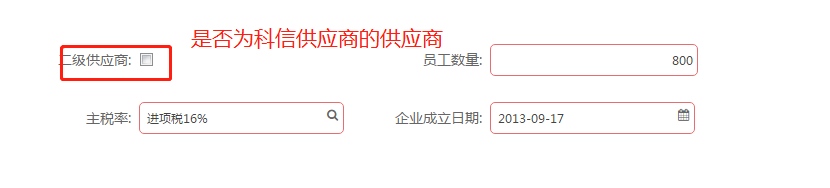 是否为科信供应商的供应商
二级供应商:
员工数量: 800
主税率: 进项税16%
企业成立日期: 2013-09-17